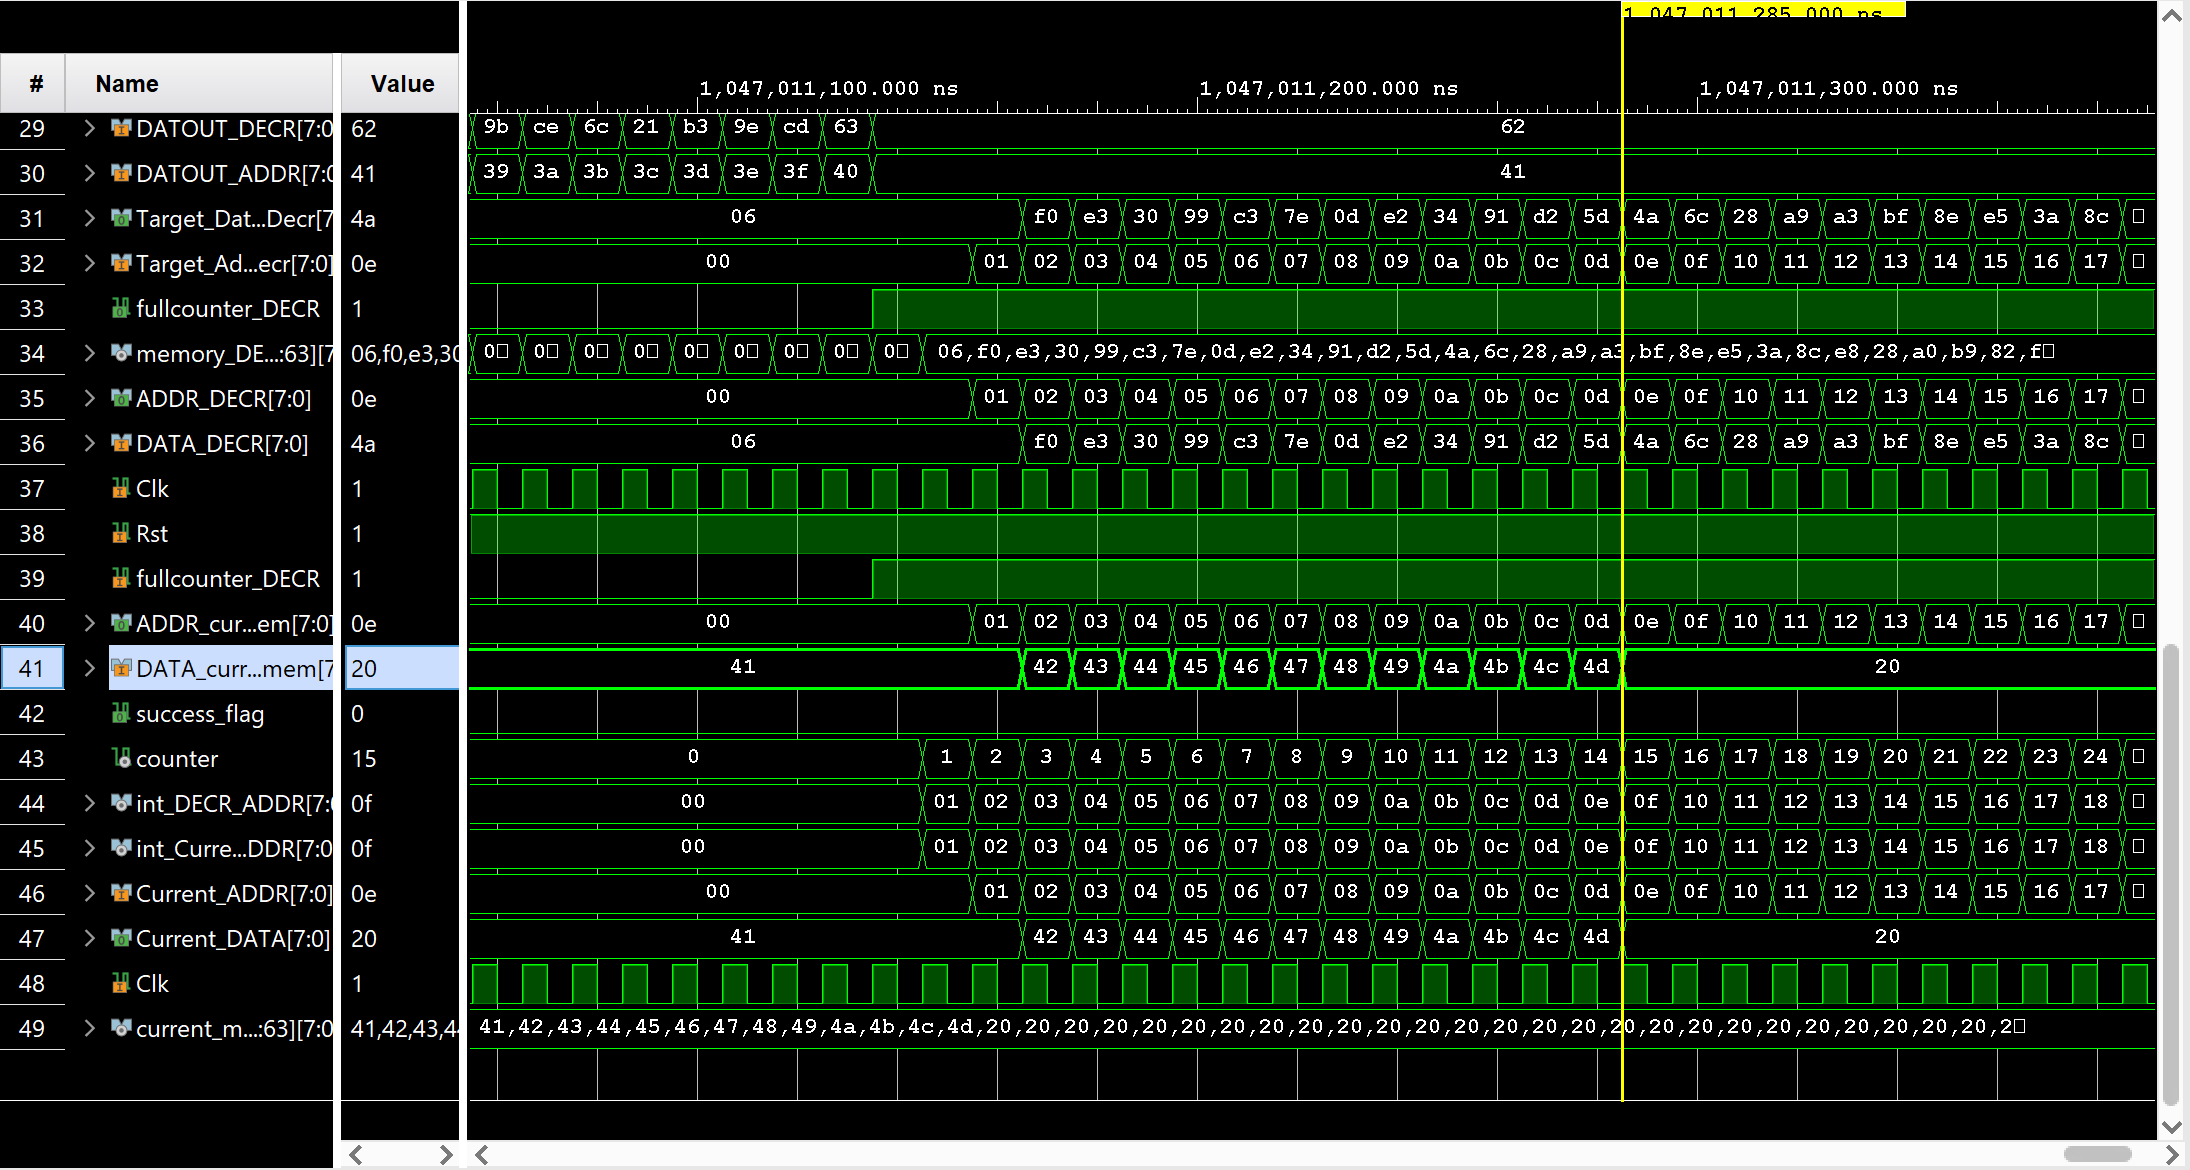 1,047,011,285.000 ns
# Name Value
1,047,011,100.000 ns 1,047,011,200.000 ns 1,047,011,300.000 ns
29 DATOUT_DECR[7:0 62 9b ce 6c 21 b3 9e cd 63 62
30 DATOUT_ADDR[7:0 41 39 3a 3b 3c 3d 3e 3f 40 41
31 Target_Dat...Decr[7 4a 06 f0 e3 30 99 c3 7e 0d e2 34 91 d2 5d 4a 6c 28 a9 a3 bf 8e e5 3a 8c
32 Target_Ad...ecr[7:0] 0e 00 01 02 03 04 05 06 07 08 09 0a 0b 0c 0d 0e 0f 10 11 12 13 14 15 16 17
33 fullcounter_DECR 1
34 memory_DE...:63][7 06,f0,e3,30 0 0 0 0 0 0 0 0 0 06,f0,e3,30,99,c3,7e,0d,e2,34,91,d2,5d,4a,6c,28,a9,a3,bf,8e,e5,3a,8c,e8,28,a0,b9,82,f
35 ADDR_DECR[7:0] 0e 00 01 02 03 04 05 06 07 08 09 0a 0b 0c 0d 0e 0f 10 11 12 13 14 15 16 17
36 DATA_DECR[7:0] 4a 06 f0 e3 30 99 c3 7e 0d e2 34 91 d2 5d 4a 6c 28 a9 a3 bf 8e e5 3a 8c
37 Clk 1
38 Rst 1
39 fullcounter_DECR 1
40 ADDR_cur...em[7:0] 0e 00 01 02 03 04 05 06 07 08 09 0a 0b 0c 0d 0e 0f 10 11 12 13 14 15 16 17
41 DATA_curr...mem[7 20 41 42 43 44 45 46 47 48 49 4a 4b 4c 4d 20
42 success_flag 0
43 counter 15 0 1 2 3 4 5 6 7 8 9 10 11 12 13 14 15 16 17 18 19 20 21 22 23 24
44 int_DECR_ADDR[7:0 0f 00 01 02 03 04 05 06 07 08 09 0a 0b 0c 0d 0e 0f 10 11 12 13 14 15 16 17 18
45 int_Curre...DDR[7:0 0f 00 01 02 03 04 05 06 07 08 09 0a 0b 0c 0d 0e 0f 10 11 12 13 14 15 16 17 18
46 Current_ADDR[7:0] 0e 00 01 02 03 04 05 06 07 08 09 0a 0b 0c 0d 0e 0f 10 11 12 13 14 15 16 17
47 Current_DATA[7:0] 20 41 42 43 44 45 46 47 48 49 4a 4b 4c 4d 20
48 Clk 1
49 current_m...:63][7:0 41,42,43,44 41,42,43,44,45,46,47,48,49,4a,4b,4c,4d,20,20,20,20,20,20,20,20,20,20,20,20,20,20,20,20,20,20,20,20,20,20,20,20,20,20,2